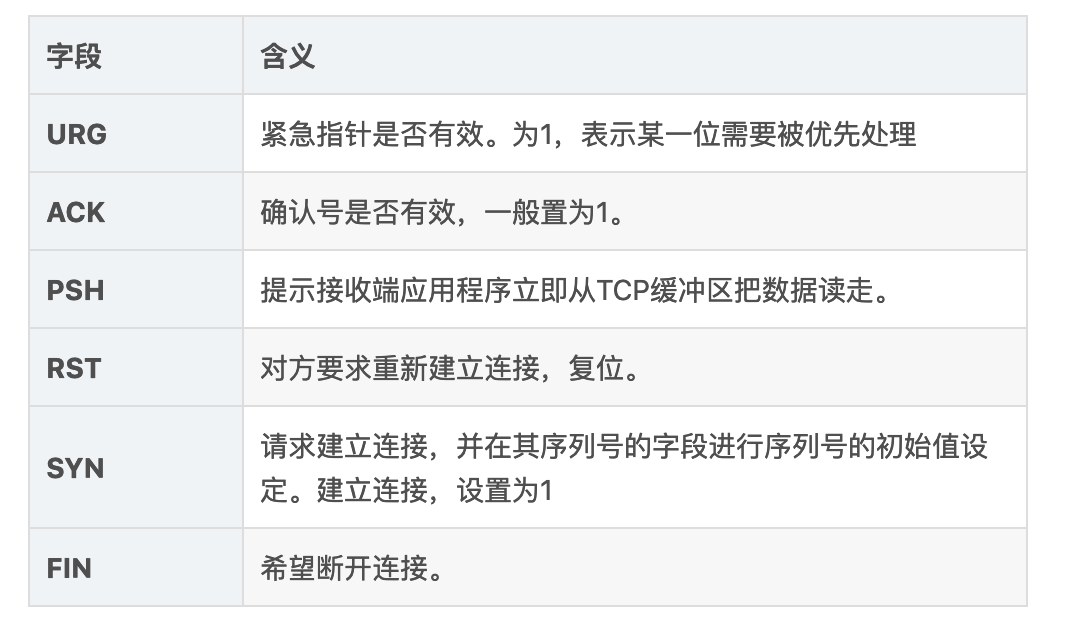 字段 含义
URG 紧急指针是否有效。为1，表示某一位需要被优先处理
ACK 确认号是否有效，一般置为1。
PSH 提示接收端应用程序立即从TCP缓冲区把数据读走。
RST 对方要求重新建立连接，复位。
SYN 请求建立连接，并在其序列号的字段进行序列号的初始值设
定。建立连接，设置为1
FIN 希望断开连接。